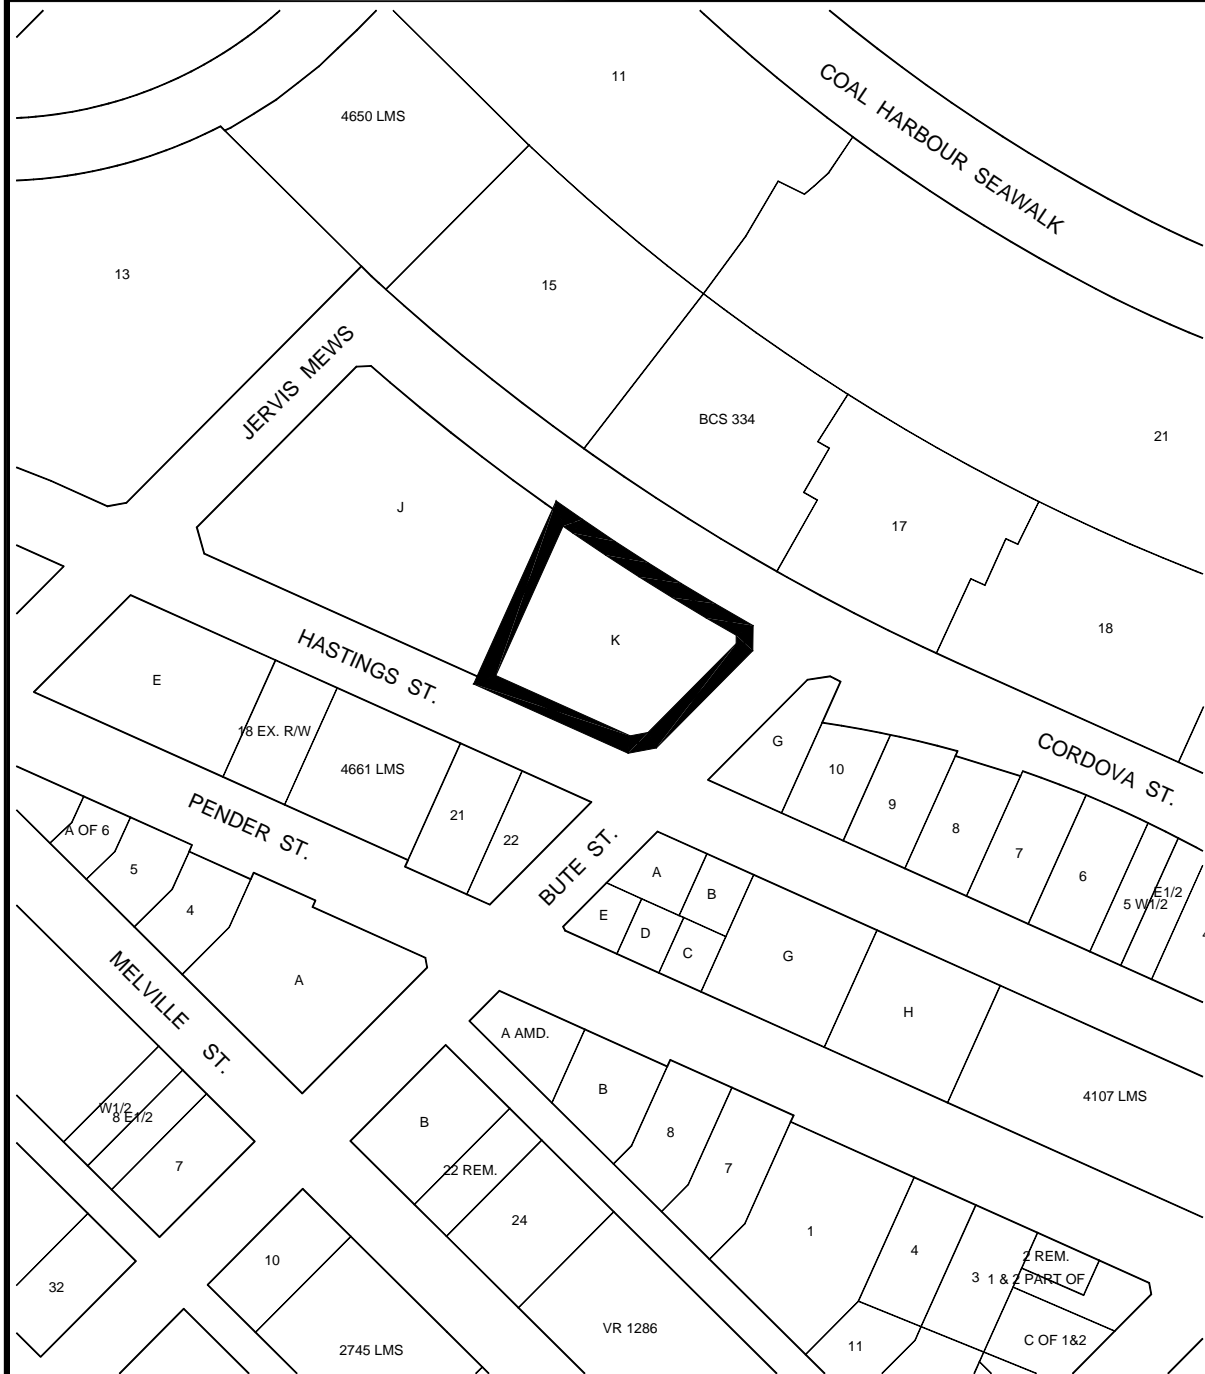 11
COAL HARBOUR SEAWALK
4650 LMS
13
15
JERVIS MEWS
BCS 334
21
J
17
K
18
HASTINGS ST.
E
18 EX. R/W
4661 LMS
21
22
G
10
9
8
7
6
5 W1/2
E1/2
CORDOVA ST.
PENDER ST.
A OF 6
5
4
A
BUTE ST.
A
B
E
D
C
G
H
4107 LMS
MELVILLE ST.
A AMD.
B
8
7
1
4
3
2 REM.
1 & 2 PART OF
C OF 1&2
11
W1/2
8 E1/2
7
B
22 REM.
24
VR 1286
10
32
2745 LMS